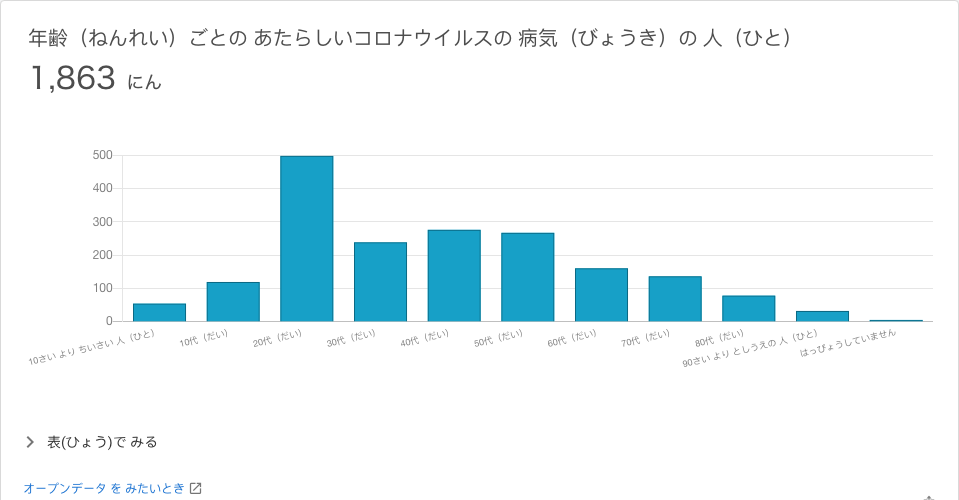 年齢（ねんれい）ごとの あたらしいコロナウイルスの 病気（びょうき）の 人（ひと）
1,863 にん
500
400
300
200
100
0
10さい より ちいさい 人（ひと）
10代（だい）
20代（だい）
30代（だい）
40代（だい）
50代（だい）
60代（だい）
70代（だい）
80代（だい）
90さい より としうえの 人（ひと）
はっぴょうしていません
表(ひょう)で みる
オープンデータ を みたいとき